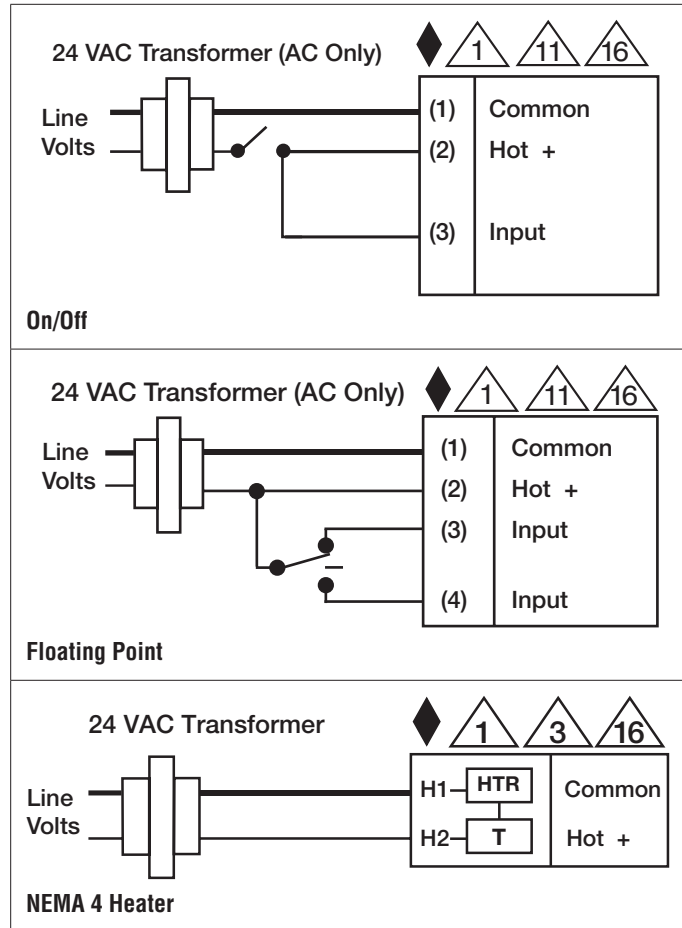 24 VAC Transformer (AC Only) 1 11 16
Line
Volts
(1) Common
(2) Hot +
(3) Input
On/Off
24 VAC Transformer (AC Only) 1 11 16
Line
Volts
(1) Common
(2) Hot +
(3) Input
(4) Input
Floating Point
24 VAC Transformer 1 3 16
Line
Volts
H1 HTR Common
H2 T Hot +
NEMA 4 Heater